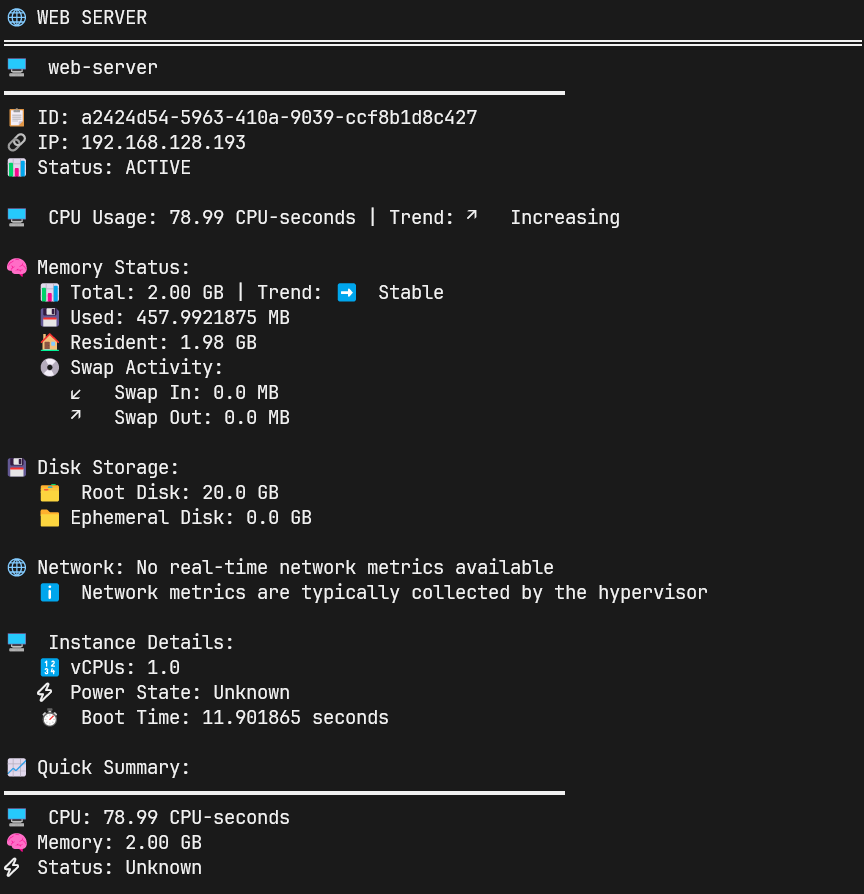 🌐 WEB SERVER
🖥️ web-server
📋 ID: a2424d54-5963-410a-9039-ccf8b1d8c427
🔗 IP: 192.168.128.193
📊 Status: ACTIVE
🖥️ CPU Usage: 78.99 CPU-seconds | Trend: ↗ Increasing
🧠 Memory Status:
📊 Total: 2.00 GB | Trend: ➡️ Stable
💾 Used: 457.9921875 MB
🏠 Resident: 1.98 GB
💿 Swap Activity:
↙ Swap In: 0.0 MB
↗ Swap Out: 0.0 MB
💾 Disk Storage:
🗂️ Root Disk: 20.0 GB
📁 Ephemeral Disk: 0.0 GB
🌐 Network: No real-time network metrics available
ℹ️ Network metrics are typically collected by the hypervisor
🖥️ Instance Details:
🔢 vCPUs: 1.0
⚡ Power State: Unknown
⏱️ Boot Time: 11.901865 seconds
📈 Quick Summary:
🖥️ CPU: 78.99 CPU-seconds
🧠 Memory: 2.00 GB
⚡ Status: Unknown